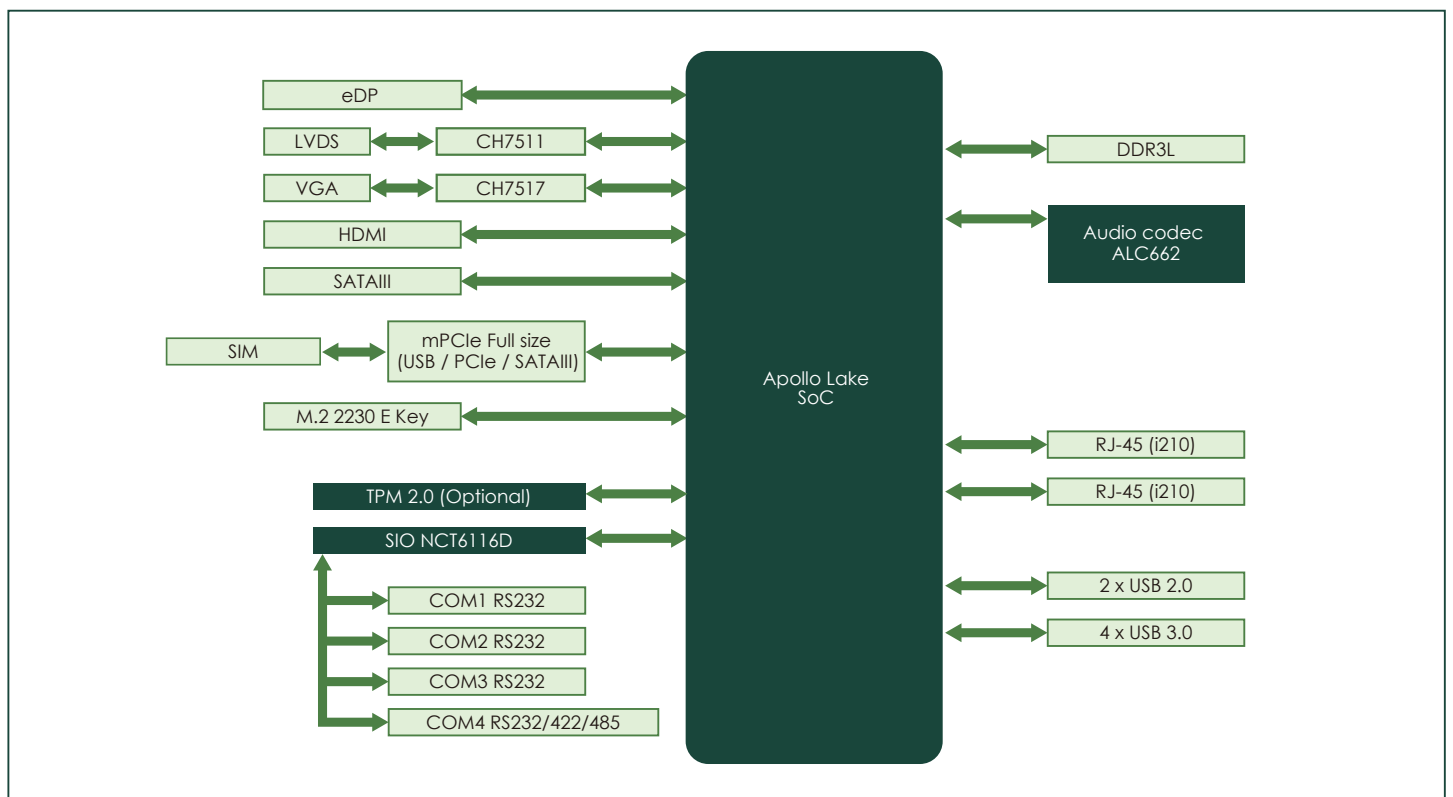 eDP
LVDS
CH7511
VGA
CH7517
HDMI
SATAIII
SIM
mPCIe Full size
(USB / PCIe / SATAIII)
M.2 2230 E Key
TPM 2.0 (Optional)
SIO NCT6116D
COM1 RS232
COM2 RS232
COM3 RS232
COM4 RS232/422/485
Apollo Lake
SoC
DDR3L
Audio codec
ALC662
RJ-45 (i210)
RJ-45 (i210)
2 x USB 2.0
4 x USB 3.0